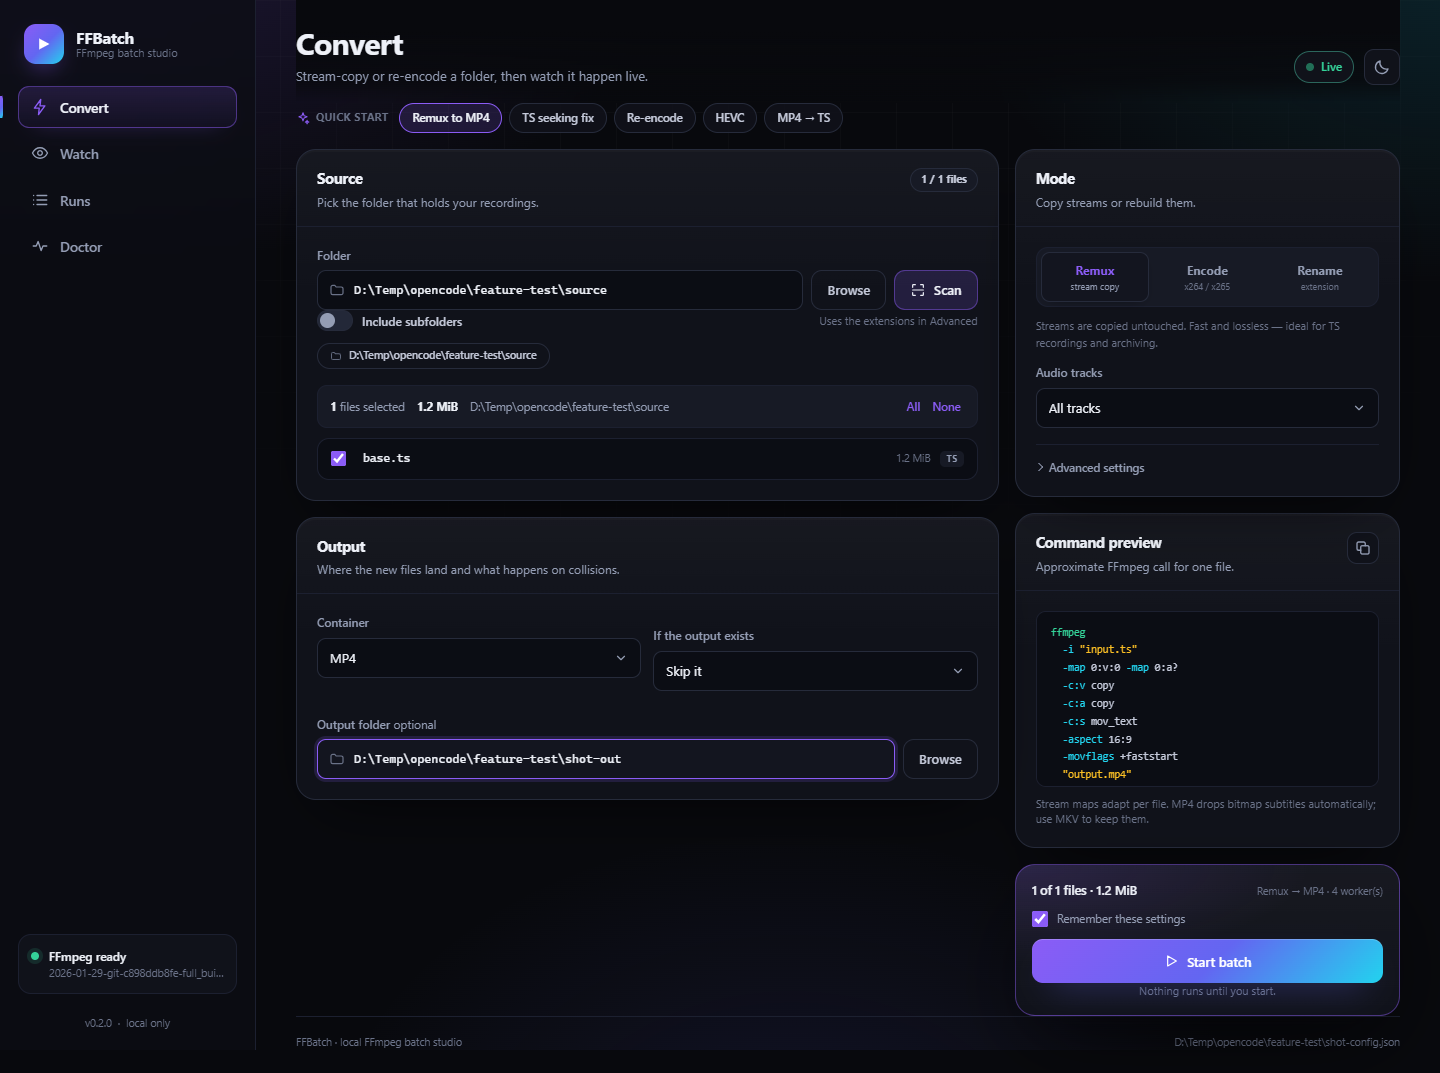 FFBatch
FFmpeg batch studio
Convert
Watch
Runs
Doctor
FFmpeg ready
2026-01-29-git-c898ddb8fe-full_bui...
v0.2.0 · local only
Convert
Stream-copy or re-encode a folder, then watch it happen live.
Live
QUICK START
Remux to MP4
TS seeking fix
Re-encode
HEVC
MP4 → TS
Source
1 / 1 files
Pick the folder that holds your recordings.
Folder
D:\Temp\opencode\feature-test\source
Browse
Scan
Include subfolders
Uses the extensions in Advanced
D:\Temp\opencode\feature-test\source
1 files selected 1.2 MiB D:\Temp\opencode\feature-test\source
All None
base.ts
1.2 MiB TS
Output
Where the new files land and what happens on collisions.
Container
MP4
If the output exists
Skip it
Output folder optional
D:\Temp\opencode\feature-test\shot-out
Browse
Mode
Copy streams or rebuild them.
Remux
stream copy
Encode
x264 / x265
Rename
extension
Streams are copied untouched. Fast and lossless — ideal for TS
recordings and archiving.
Audio tracks
All tracks
Advanced settings
Command preview
Approximate FFmpeg call for one file.
ffmpeg
-i "input.ts"
-map 0:v:0 -map 0:a?
-c:v copy
-c:a copy
-c:s mov_text
-aspect 16:9
-movflags +faststart
"output.mp4"
Stream maps adapt per file. MP4 drops bitmap subtitles automatically;
use MKV to keep them.
1 of 1 files · 1.2 MiB
Remux → MP4 · 4 worker(s)
Remember these settings
Start batch
Nothing runs until you start.
FFBatch · local FFmpeg batch studio
D:\Temp\opencode\feature-test\shot-config.json